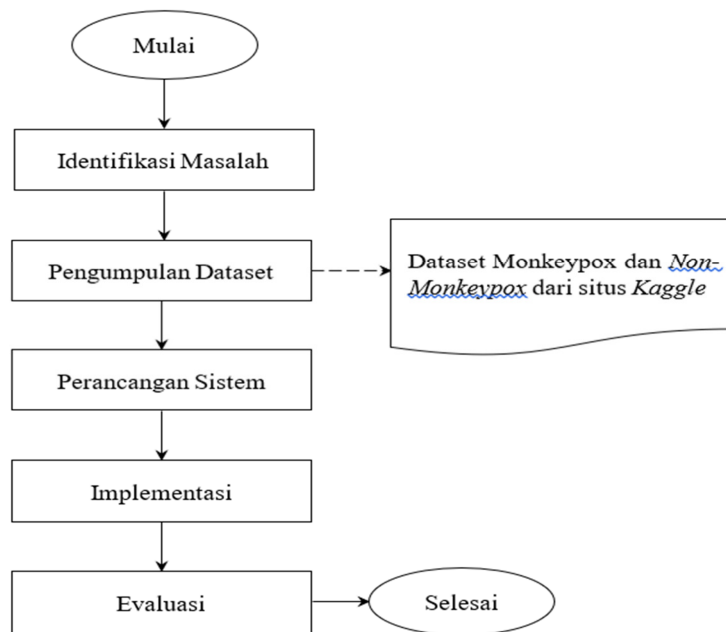 Mulai
Identifikasi Masalah
Pengumpulan Dataset
Dataset Monkeypox dan Non-
Monkeypox dari situs Kaggle
Perancangan Sistem
Implementasi
Evaluasi
Selesai